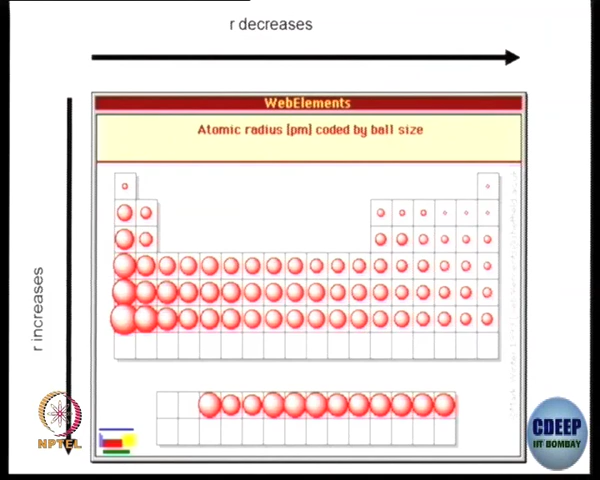 r decreases
WebElements
Atomic radius [pm] coded by ball size
r increases
NPTEL
CDEEP
IIT BOMBAY